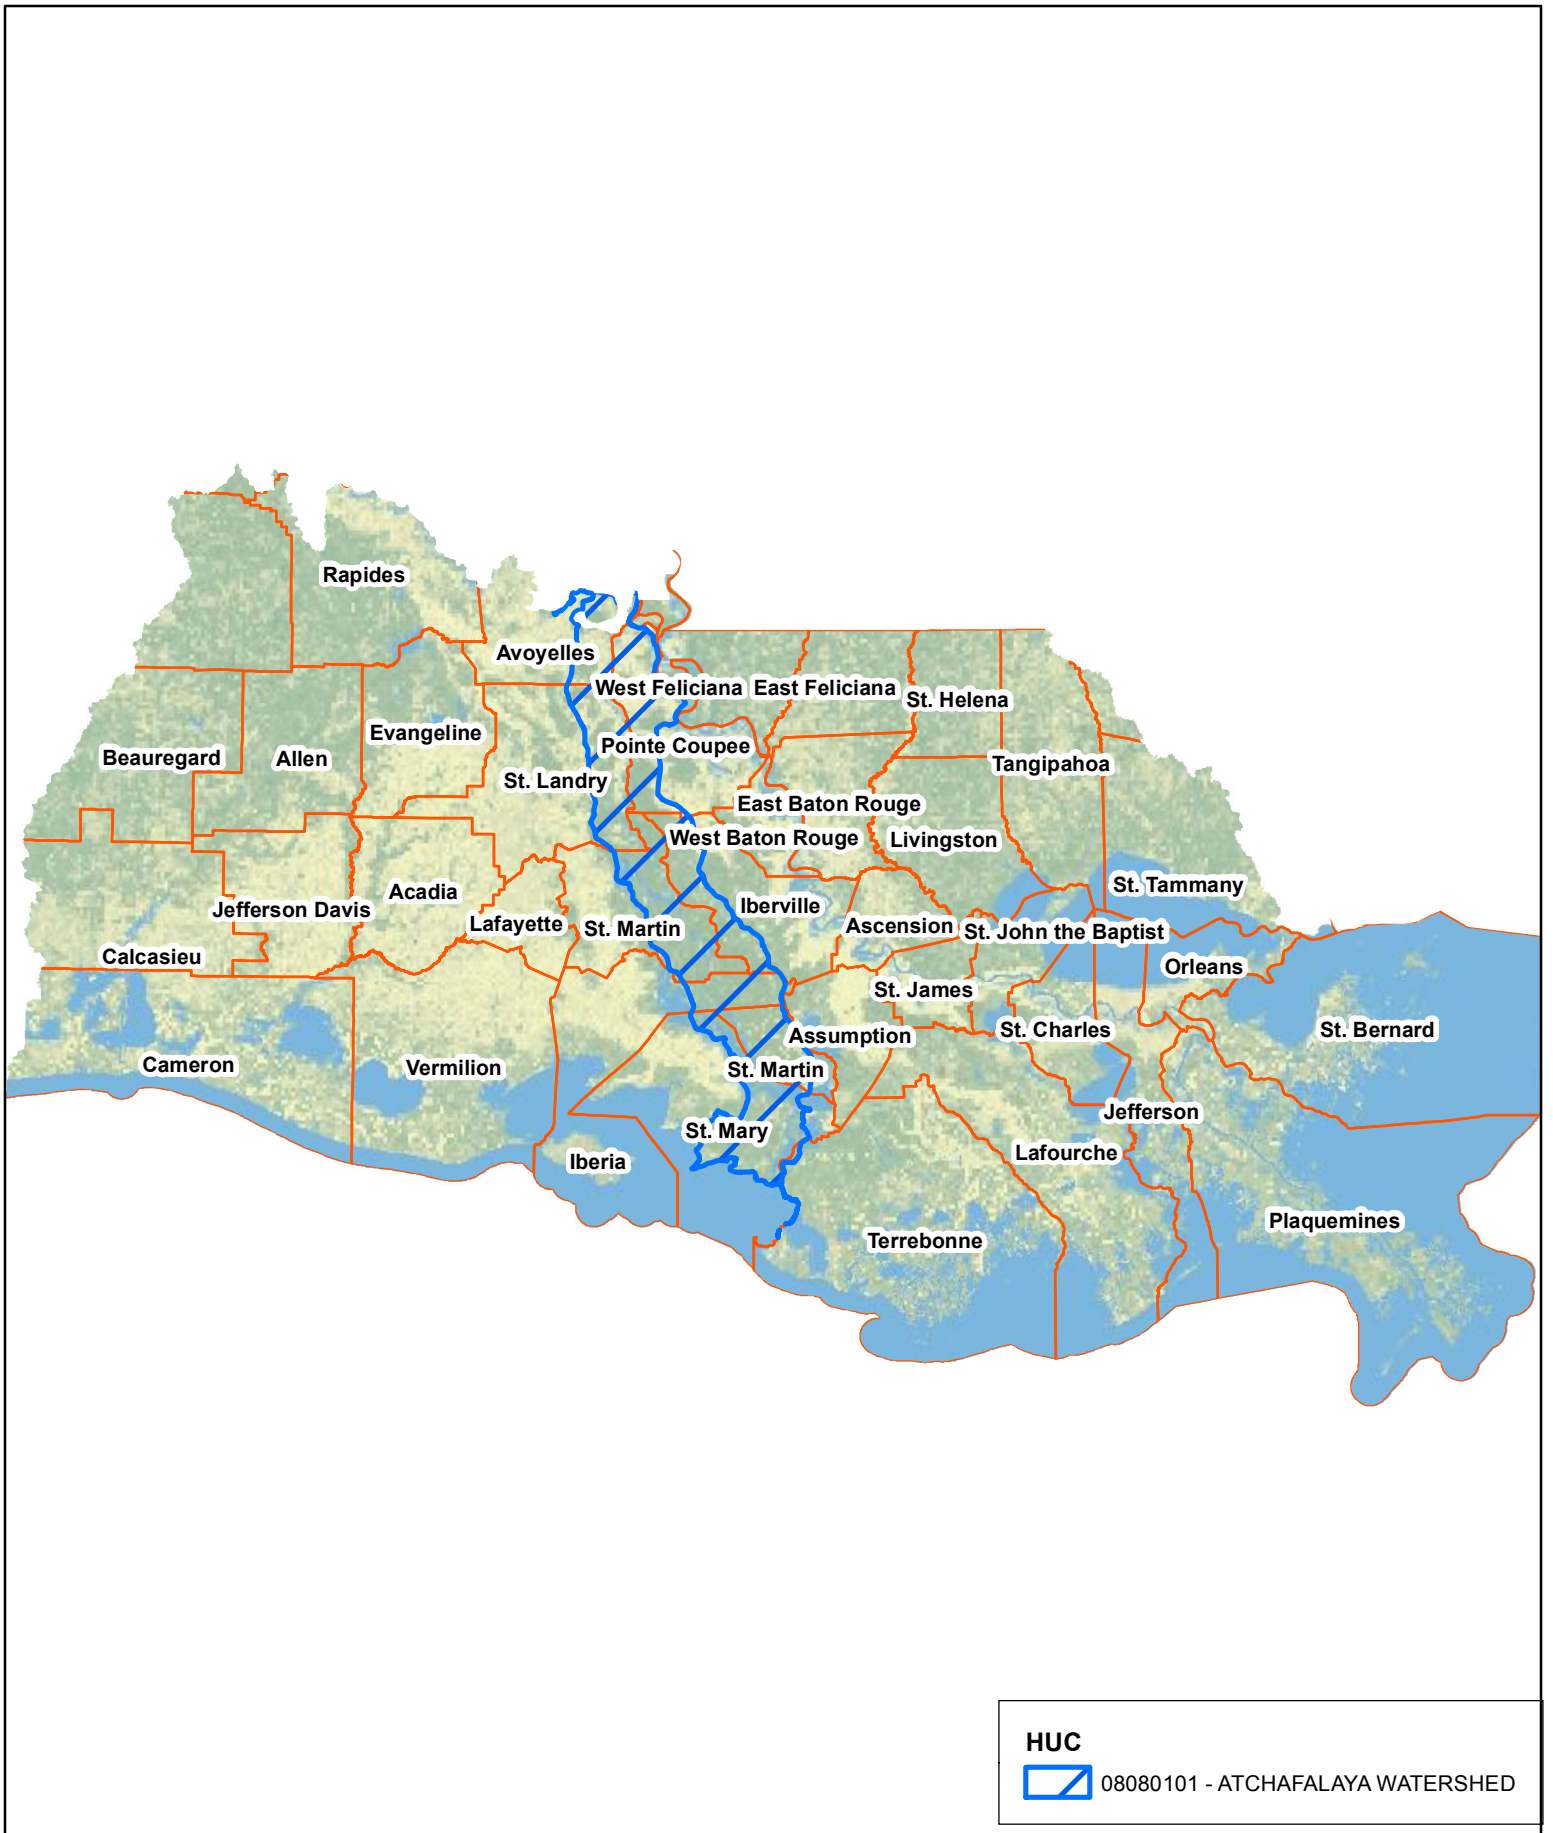 Rapides
Avoyelles
West Feliciana
East Feliciana
St. Helena
Evangeline
Pointe Coupee
Beauregard
Allen
Tangipahoa
St. Landry
East Baton Rouge
West Baton Rouge
Livingston
St. Tammany
Acadia
Jefferson Davis
Iberville
Lafayette
St. Martin
Ascension
St. John the Baptist
Calcasieu
Orleans
St. James
St. Charles
St. Bernard
Assumption
Cameron
Vermilion
St. Martin
Jefferson
St. Mary
Lafourche
Iberia
Plaquemines
Terrebonne
HUC
08080101 - ATCHAFALAYA WATERSHED